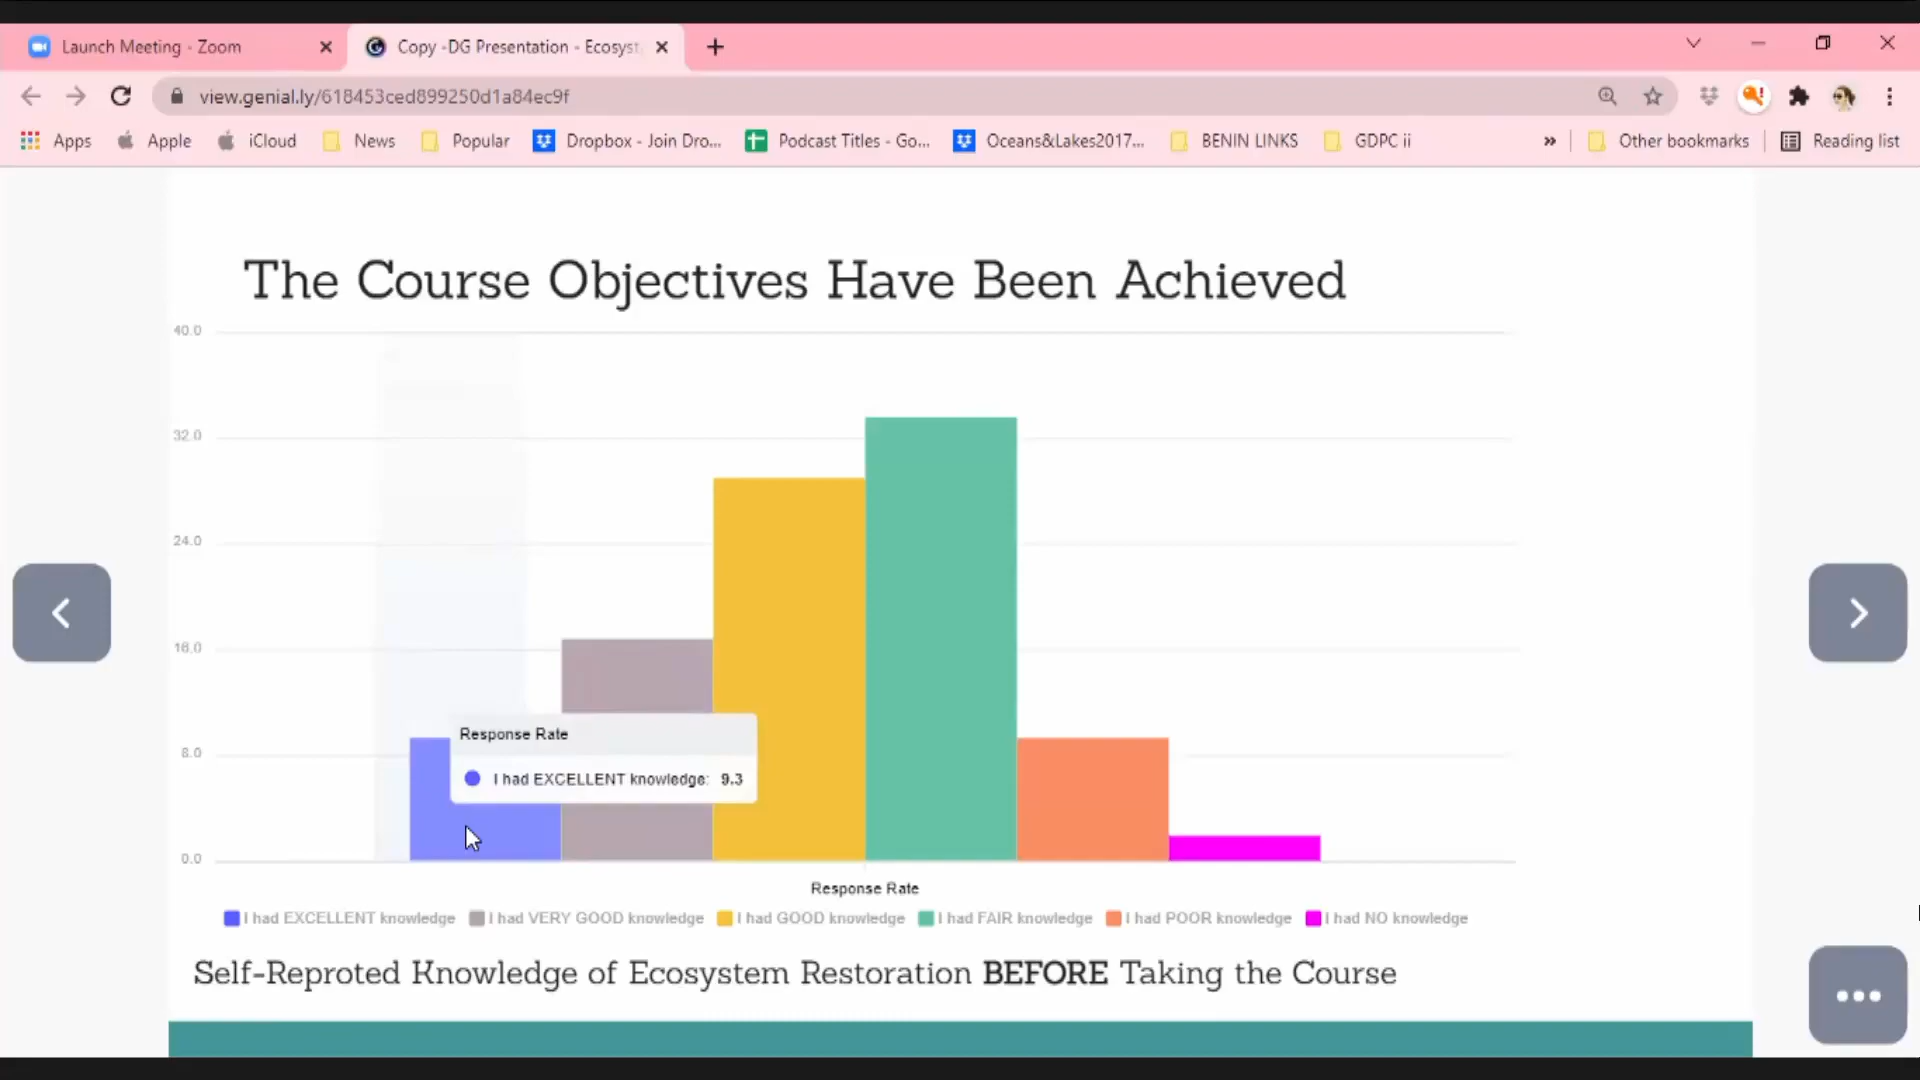 Launch Meeting - Zoom
Copy -DG Presentation - Ecosyst
view.genial.ly/618453ced899250d1a84ec9f
Apps Apple iCloud News Popular Dropbox - Join Dro... Podcast Titles - Go... Oceans&Lakes2017... BENIN LINKS GDPC ii » Other bookmarks Reading list
The Course Objectives Have Been Achieved
40.0
32.0
24.0
16.0
8.0
0.0
Response Rate
I had EXCELLENT knowledge: 9.3
Response Rate
I had EXCELLENT knowledge I had VERY GOOD knowledge I had GOOD knowledge I had FAIR knowledge I had POOR knowledge I had NO knowledge
Self-Reproted Knowledge of Ecosystem Restoration BEFORE Taking the Course